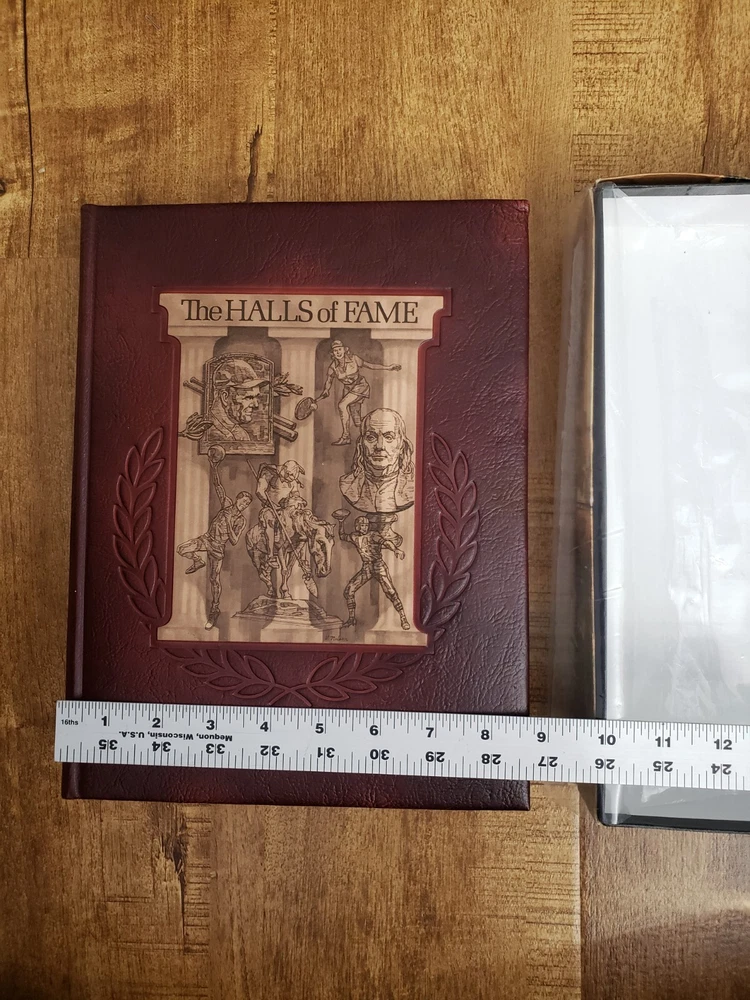 The HALLS of FAME
16ths 1 2 3 4 5 6 7 8 9 10 11 12
35 34 33 32 31 30 29 28 27 26 25 24
Mequon, Wisconsin, U.S.A.